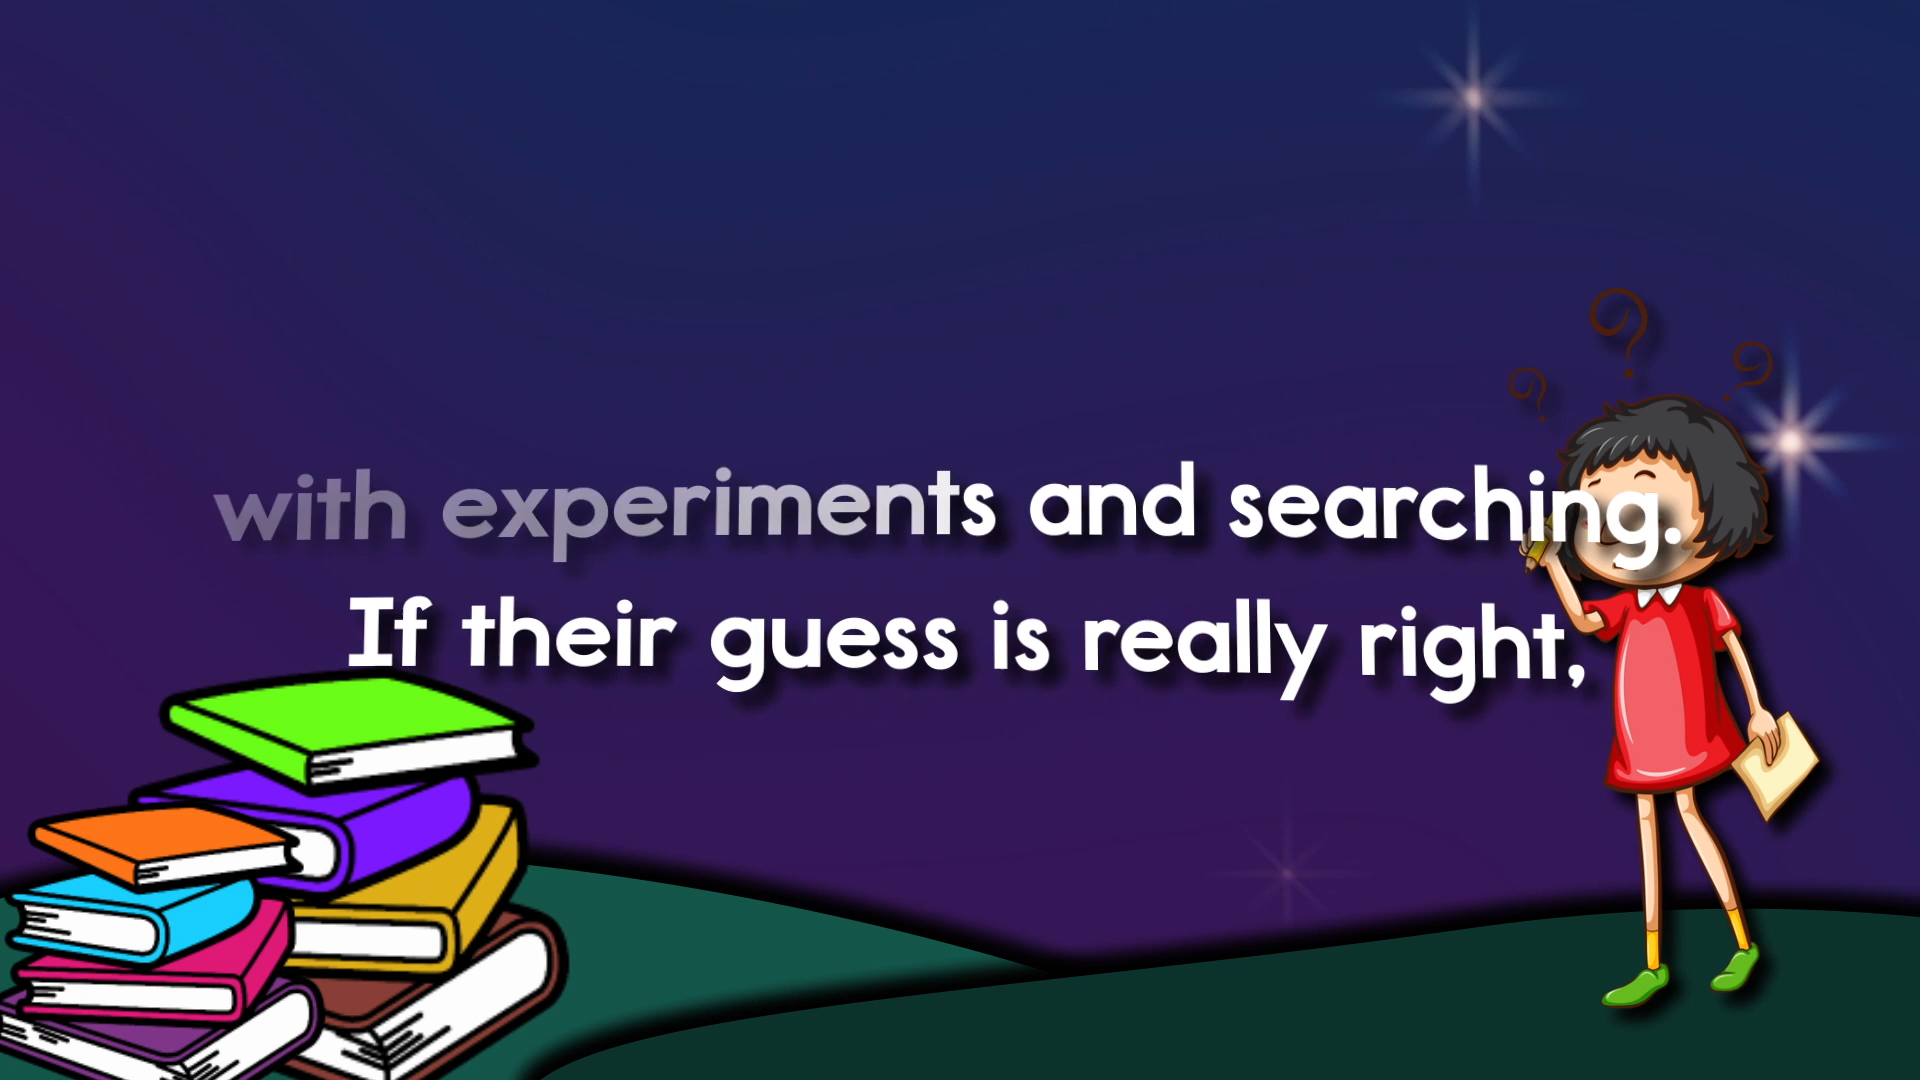 with experiments and searching.
If their guess is really right,